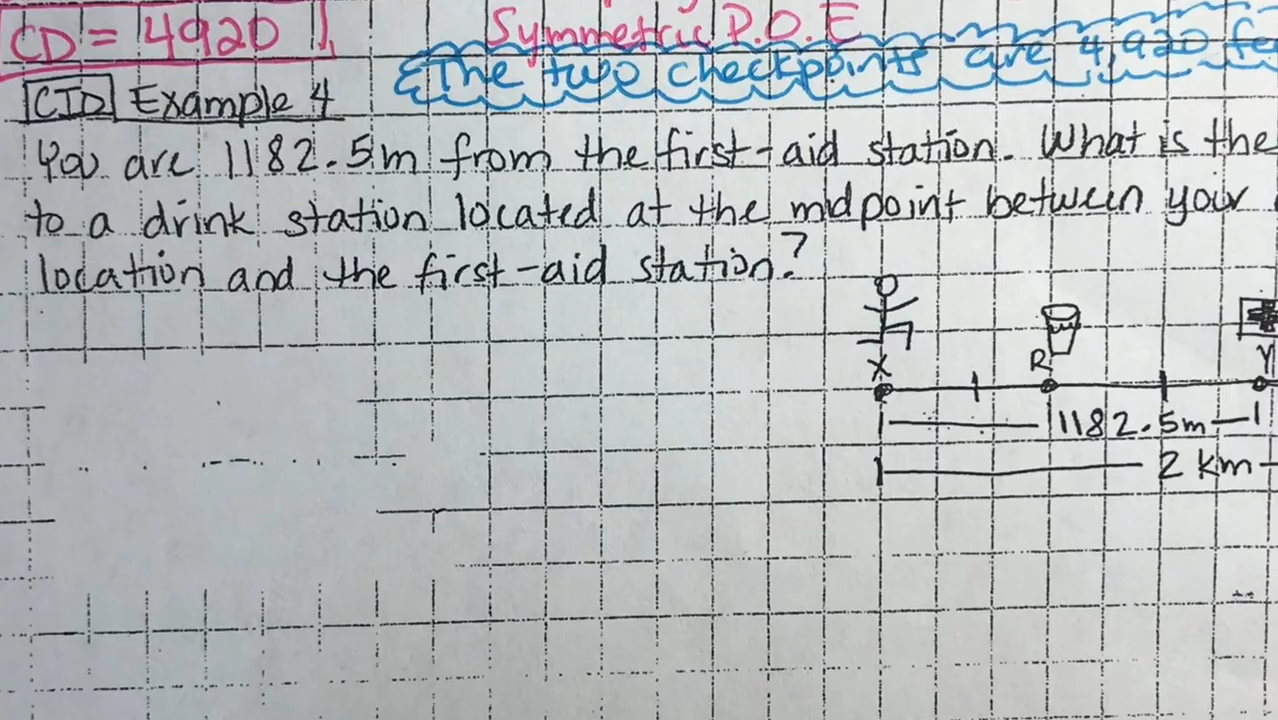 CD = 4920
Symmetric P.O.E
The two checkpoints are 4,920 fe
CID Example 4
You are 1182.5m from the first-aid station. What is the
to a drink station located at the midpoint between your
location and the first-aid station?
X R Y
1182.5m
2 km